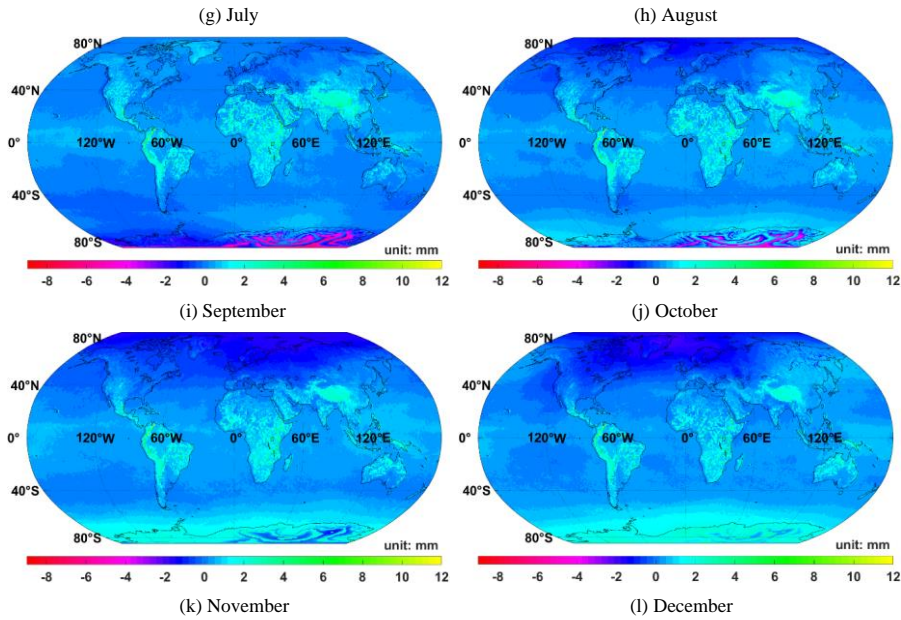 (g) July (h) August
80°N 80°N
40°N 40°N
0° 120°W 60°W 0° 60°E 120°E 0° 120°W 60°W 0° 60°E 120°E
40°S 40°S
80°S unit: mm 80°S unit: mm
-8 -6 -4 -2 0 2 4 6 8 10 12 -8 -6 -4 -2 0 2 4 6 8 10 12
(i) September (j) October
80°N 80°N
40°N 40°N
0° 120°W 60°W 0° 60°E 120°E 0° 120°W 60°W 0° 60°E 120°E
40°S 40°S
80°S unit: mm 80°S unit: mm
-8 -6 -4 -2 0 2 4 6 8 10 12 -8 -6 -4 -2 0 2 4 6 8 10 12
(k) November (l) December